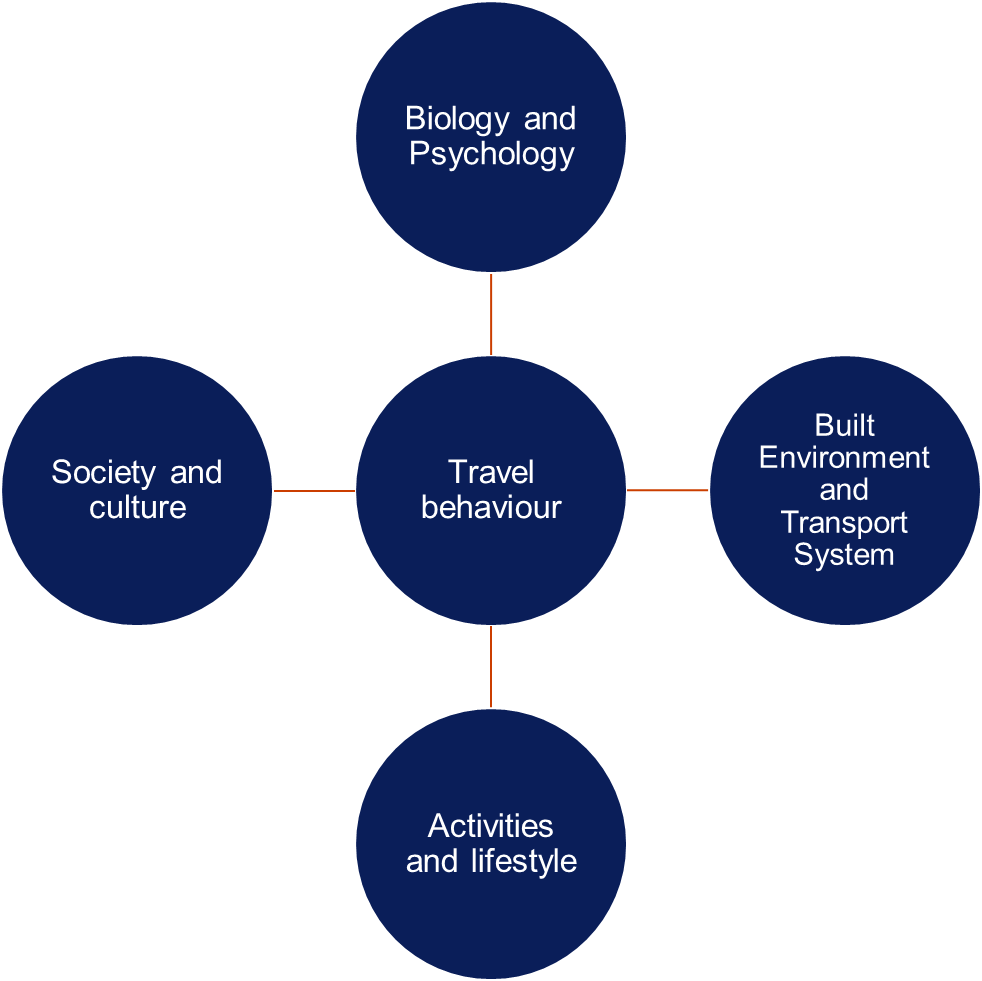 Biology and
Psychology
Society and
culture
Travel
behaviour
Built
Environment
and
Transport
System
Activities
and lifestyle